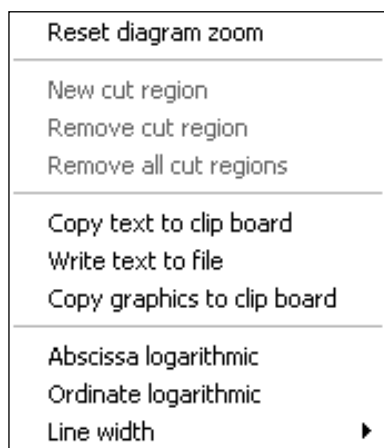 Reset diagram zoom
New cut region
Remove cut region
Remove all cut regions
Copy text to clip board
Write text to file
Copy graphics to clip board
Abscissa logarithmic
Ordinate logarithmic
Line width